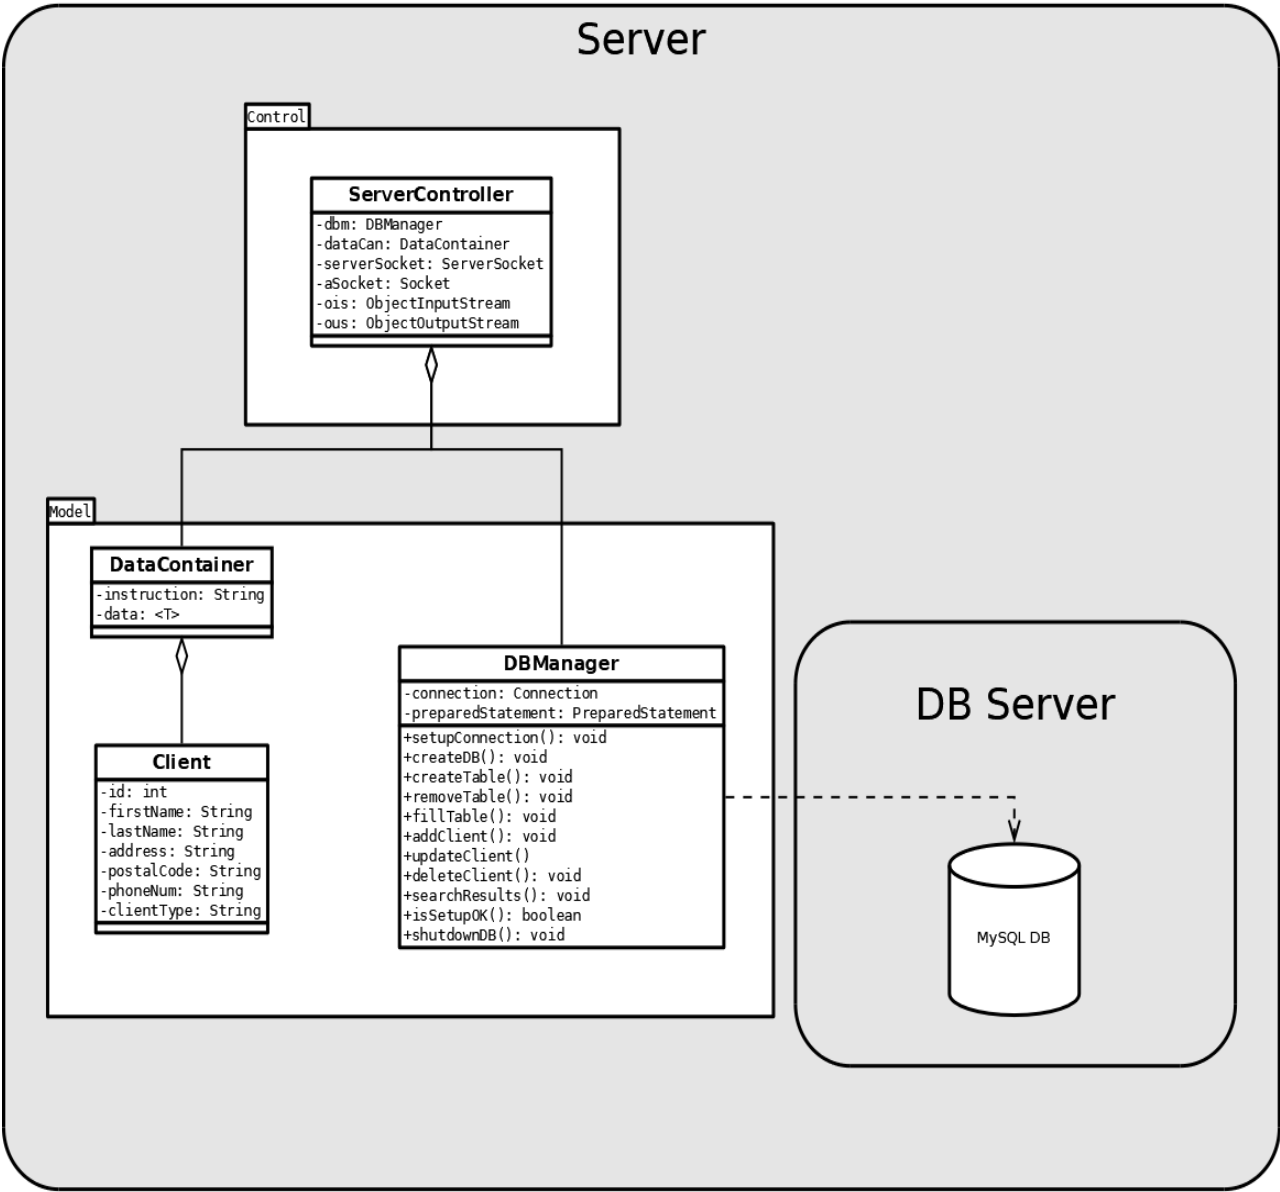 Server
Control
ServerController
-dbm: DBManager
-dataCan: DataContainer
-serverSocket: ServerSocket
-aSocket: Socket
-ois: ObjectInputStream
-ous: ObjectOutputStream
Model
DataContainer
-instruction: String
-data: <T>
Client
-id: int
-firstName: String
-lastName: String
-address: String
-postalCode: String
-phoneNum: String
-clientType: String
DBManager
-connection: Connection
-preparedStatement: PreparedStatement
+setupConnection(): void
+createDB(): void
+createTable(): void
+removeTable(): void
+fillTable(): void
+addClient(): void
+updateClient()
+deleteClient(): void
+searchResults(): void
+isSetupOK(): boolean
+shutdownDB(): void
DB Server
MySQL DB